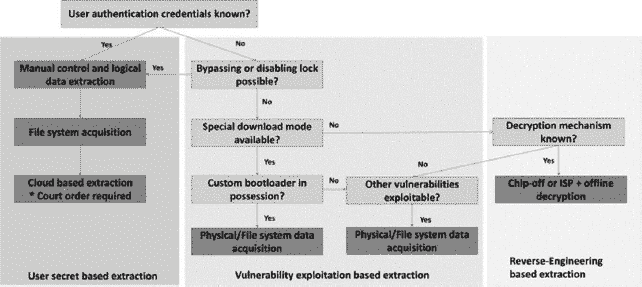 User authentication credentials known?
Yes
No
Manual control and logical
data extraction
Yes
Bypassing or disabling lock
possible?
No
File system acquisition
Special download mode
available?
No
Decryption mechanism
known?
Yes
No
Yes
Cloud based extraction
* Court order required
Custom bootloader in
possession?
No
Other vulnerabilities
exploitable?
Chip-off or ISP + offline
decryption
Yes
Yes
Physical/File system data
acquisition
Physical/File system data
acquisition
User secret based extraction
Vulnerability exploitation based extraction
Reverse-Engineering
based extraction